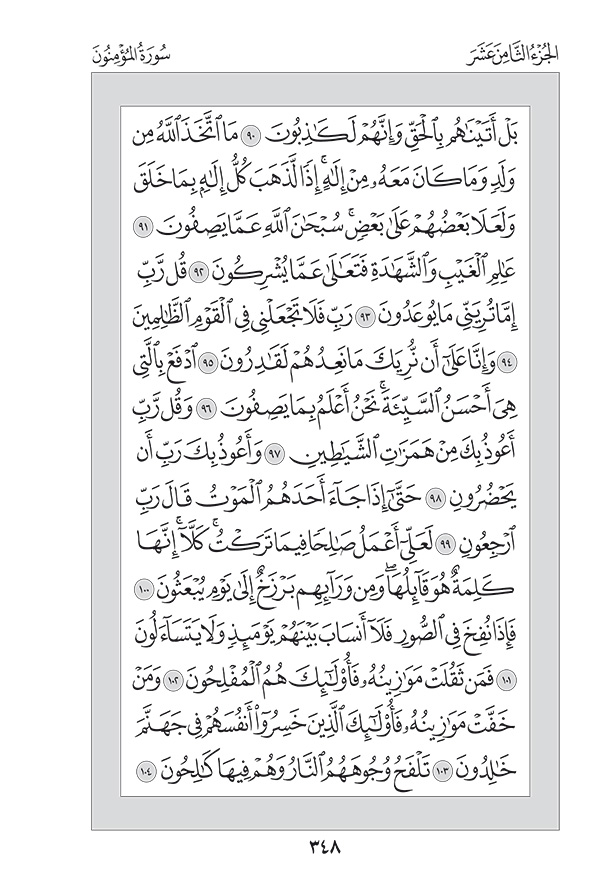 الجُزْءُ الثَّامِنَ عَشَرَ
سُورَةُ المُؤْمِنُونَ
بَلْ أَتَيْنَٰهُم بِٱلْحَقِّ وَإِنَّهُمْ لَكَٰذِبُونَ ٩٠ مَا ٱتَّخَذَ ٱللَّهُ مِن
وَلَدٍ وَمَا كَانَ مَعَهُۥ مِنْ إِلَٰهٍ ۚ إِذًا لَّذَهَبَ كُلُّ إِلَٰهٍۭ بِمَا خَلَقَ
وَلَعَلَا بَعْضُهُمْ عَلَىٰ بَعْضٍ ۚ سُبْحَٰنَ ٱللَّهِ عَمَّا يَصِفُونَ ٩١
عَٰلِمِ ٱلْغَيْبِ وَٱلشَّهَٰدَةِ فَتَعَٰلَىٰ عَمَّا يُشْرِكُونَ ٩٢ قُل رَّبِّ
إِمَّا تُرِيَنِّي مَا يُوعَدُونَ ٩٣ رَبِّ فَلَا تَجْعَلْنِي فِي ٱلْقَوْمِ ٱلظَّٰلِمِينَ
٩٤ وَإِنَّا عَلَىٰٓ أَن نُّرِيَكَ مَا نَعِدُهُمْ لَقَٰدِرُونَ ٩٥ ٱدْفَعْ بِٱلَّتِي
هِيَ أَحْسَنُ ٱلسَّيِّئَةَ ۚ نَحْنُ أَعْلَمُ بِمَا يَصِفُونَ ٩٦ وَقُل رَّبِّ
أَعُوذُ بِكَ مِنْ هَمَزَٰتِ ٱلشَّيَٰطِينِ ٩٧ وَأَعُوذُ بِكَ رَبِّ أَن
يَحْضُرُونِ ٩٨ حَتَّىٰٓ إِذَا جَآءَ أَحَدَهُمُ ٱلْمَوْتُ قَالَ رَبِّ
ٱرْجِعُونِ ٩٩ لَعَلِّيٓ أَعْمَلُ صَٰلِحًا فِيمَا تَرَكْتُ ۚ كَلَّآ ۚ إِنَّهَا
كَلِمَةٌ هُوَ قَآئِلُهَا ۖ وَمِن وَرَآئِهِم بَرْزَخٌ إِلَىٰ يَوْمِ يُبْعَثُونَ ١٠٠
فَإِذَا نُفِخَ فِي ٱلصُّورِ فَلَآ أَنسَابَ بَيْنَهُمْ يَوْمَئِذٍ وَلَا يَتَسَآءَلُونَ
١٠١ فَمَن ثَقُلَتْ مَوَٰزِينُهُۥ فَأُوْلَٰٓئِكَ هُمُ ٱلْمُفْلِحُونَ ١٠٢ وَمَنْ
خَفَّتْ مَوَٰزِينُهُۥ فَأُوْلَٰٓئِكَ ٱلَّذِينَ خَسِرُوٓاْ أَنفُسَهُمْ فِي جَهَنَّمَ
خَٰلِدُونَ ١٠٣ تَلْفَحُ وُجُوهَهُمُ ٱلنَّارُ وَهُمْ فِيهَا كَٰلِحُونَ ١٠٤
٣٤٨